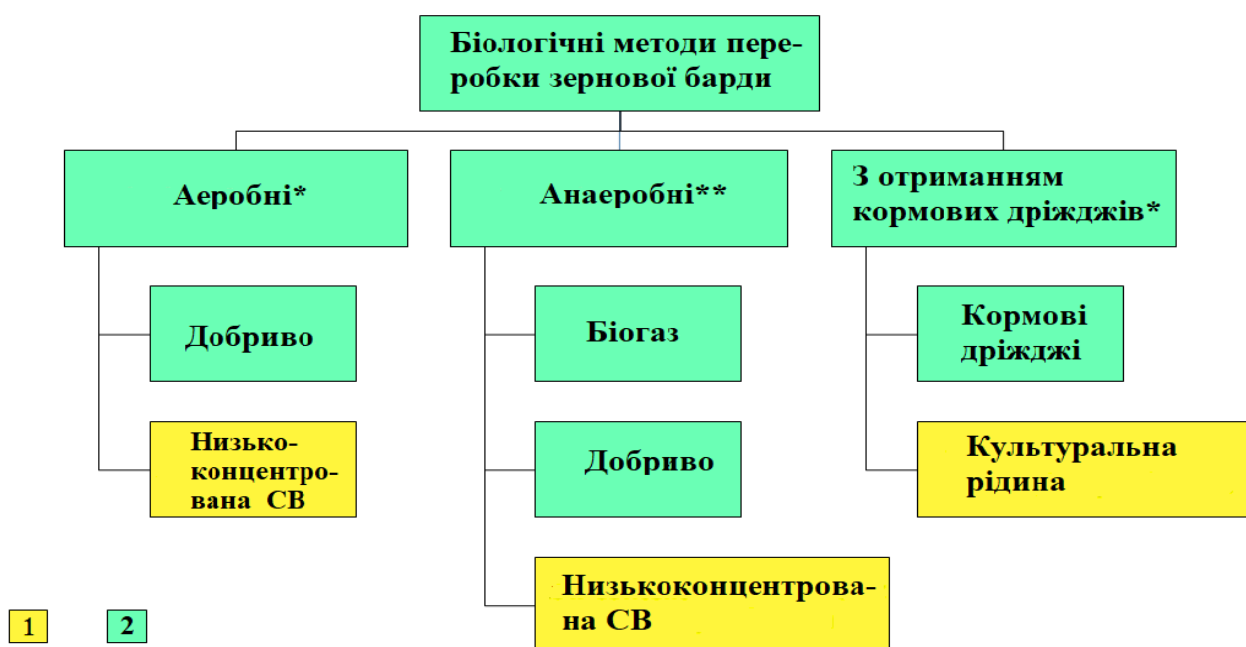 Біологічні методи пере-
робки зернової барди
Аеробні*
Анаеробні**
З отриманням
кормових дріжджів*
Добриво
Біогаз
Кормові
дріжджі
Низько-
концентро-
вана СВ
Добриво
Культуральна
рідина
Низькоконцентрова-
на СВ
1
2